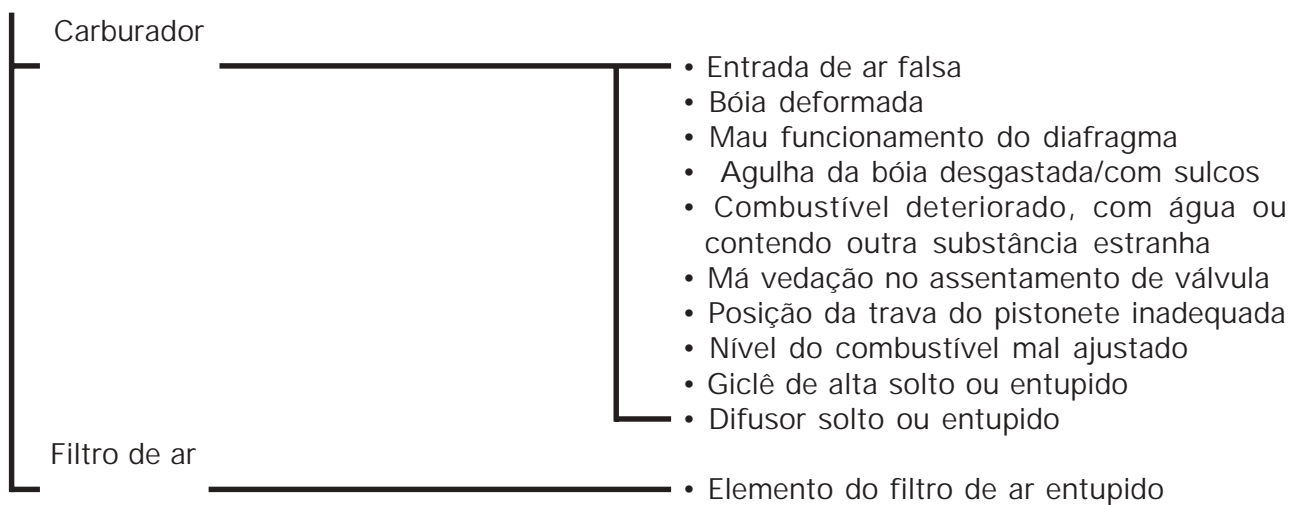 Carburador
• Entrada de ar falsa
• Bóia deformada
• Mau funcionamento do diafragma
• Agulha da bóia desgastada/com sulcos
• Combustível deteriorado, com água ou
contendo outra substância estranha
• Má vedação no assentamento de válvula
• Posição da trava do pistonete inadequada
• Nível do combustível mal ajustado
• Giclê de alta solto ou entupido
• Difusor solto ou entupido
Filtro de ar
• Elemento do filtro de ar entupido